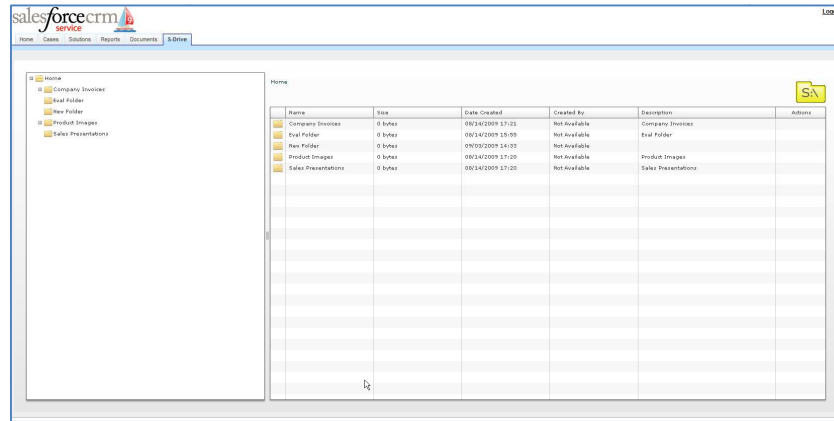 salesforcecrm 9
service
Home Cases Solutions Reports Documents S-Drive
Home
Company Invoices
Eval Folder
New Folder
Product Images
Sales Presentations
Home
S:\
Name Size Date Created Created By Description Actions
Company Invoices 0 bytes 08/14/2009 17:21 Not Available Company Invoices
Eval Folder 0 bytes 08/14/2009 15:55 Not Available Eval Folder
New Folder 0 bytes 09/03/2009 14:33 Not Available
Product Images 0 bytes 08/14/2009 17:20 Not Available Product Images
Sales Presentations 0 bytes 08/14/2009 17:20 Not Available Sales Presentations